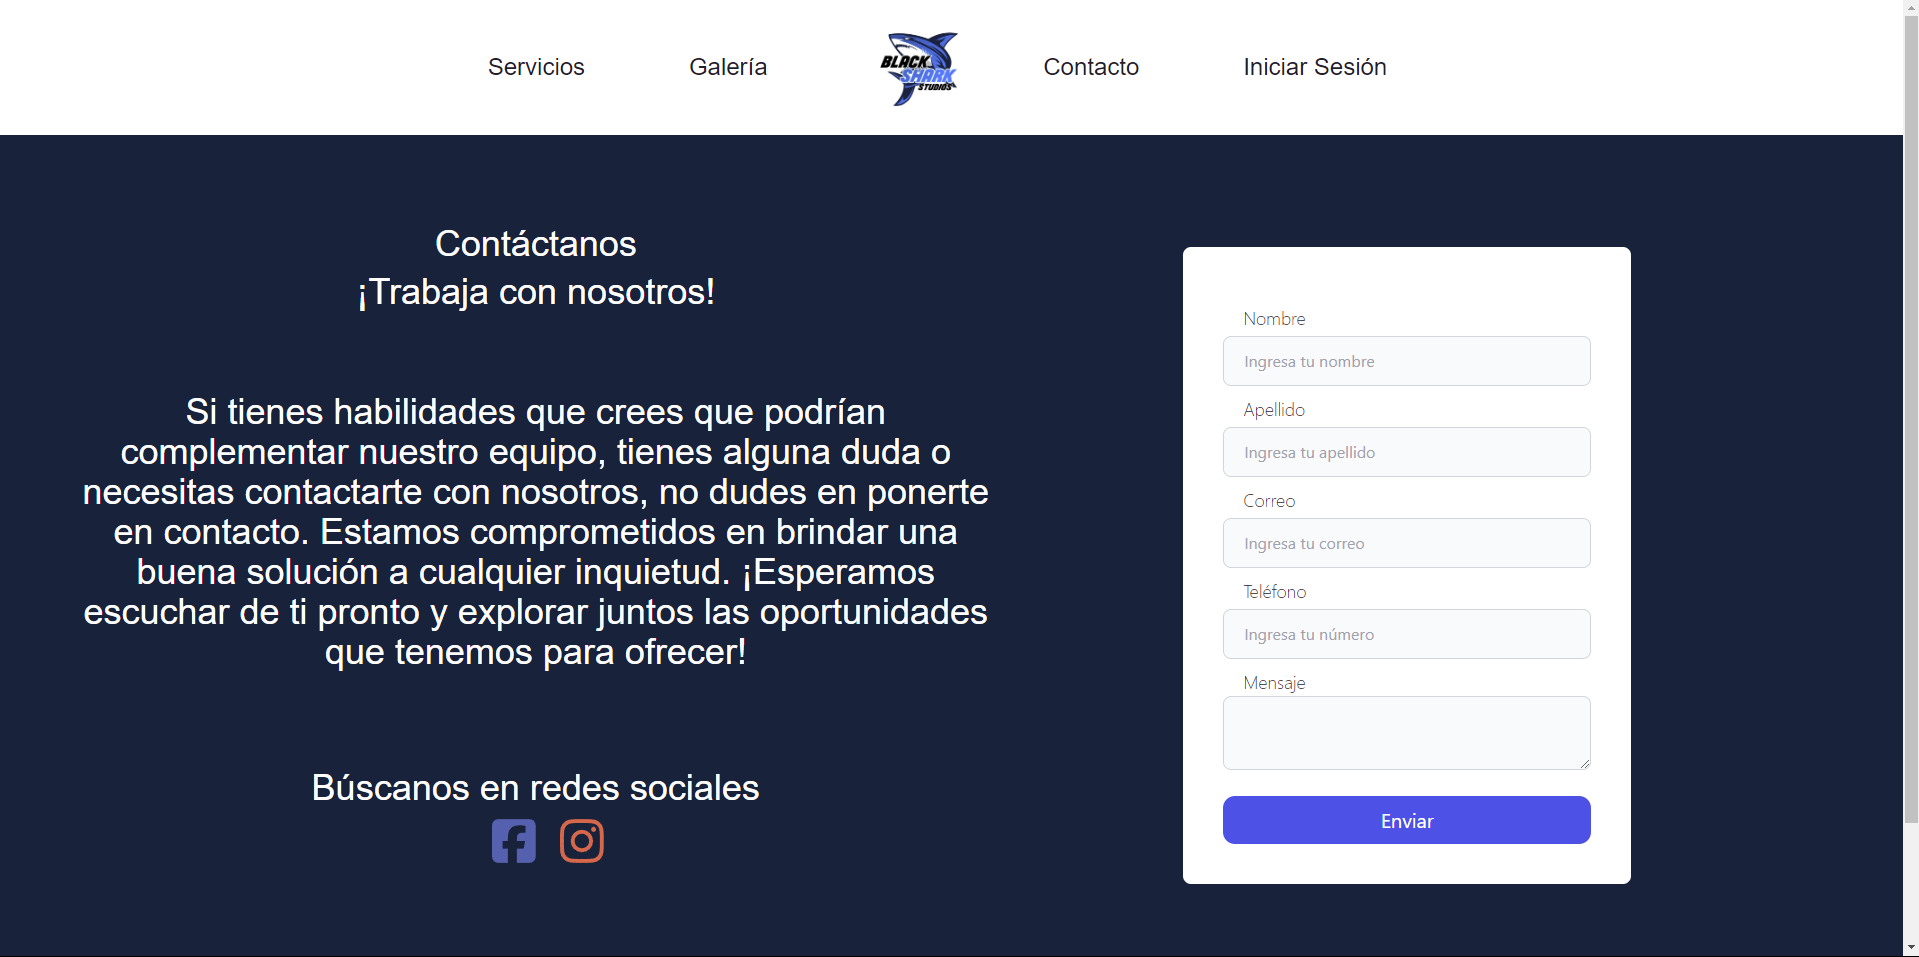 Servicios
Galería
BLACK
SHARK
STUDIOS
Contacto
Iniciar Sesión
Contáctanos
¡Trabaja con nosotros!
Si tienes habilidades que crees que podrían
complementar nuestro equipo, tienes alguna duda o
necesitas contactarte con nosotros, no dudes en ponerte
en contacto. Estamos comprometidos en brindar una
buena solución a cualquier inquietud. ¡Esperamos
escuchar de ti pronto y explorar juntos las oportunidades
que tenemos para ofrecer!
Búscanos en redes sociales
Nombre
Ingresa tu nombre
Apellido
Ingresa tu apellido
Correo
Ingresa tu correo
Teléfono
Ingresa tu número
Mensaje
Enviar